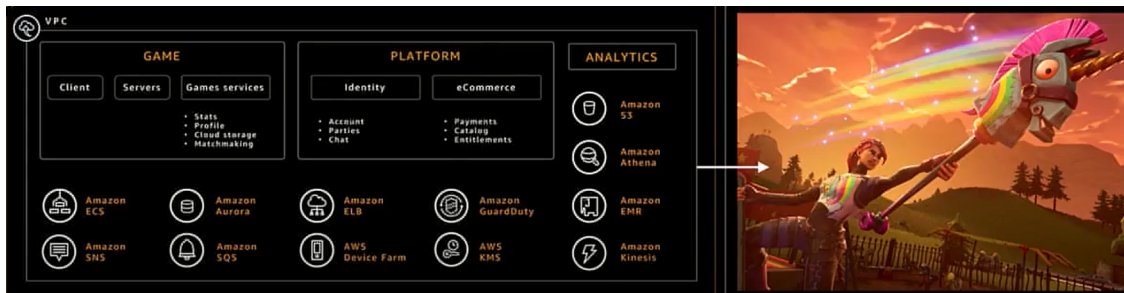 VPC
GAME
Client
Servers
Games services
• Stats
• Profile
• Cloud storage
• Matchmaking
PLATFORM
Identity
• Account
• Parties
• Chat
eCommerce
• Payments
• Catalog
• Entitlements
ANALYTICS
Amazon
S3
Amazon
Athena
Amazon
EMR
Amazon
Kinesis
Amazon
ECS
Amazon
Aurora
Amazon
ELB
Amazon
GuardDuty
Amazon
SNS
Amazon
SQS
AWS
Device Farm
AWS
KMS